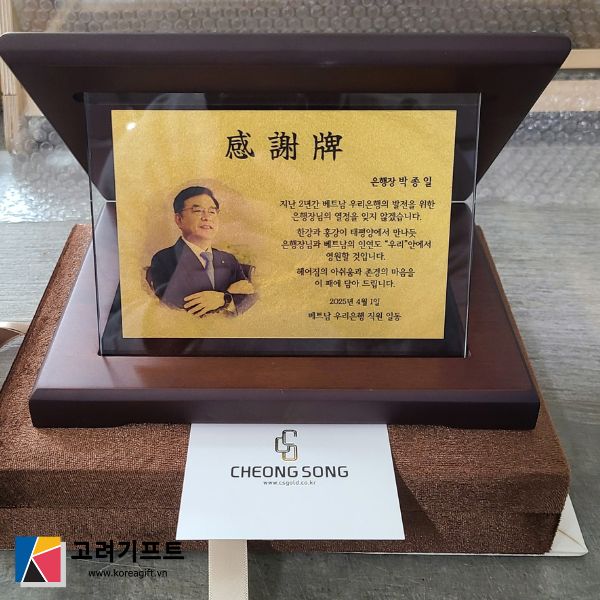 感謝牌
은행장 박종일
지난 2년간 베트남 우리은행의 발전을 위한
은행장님의 열정을 잊지 않겠습니다.
한강과 홍강이 태평양에서 만나듯
은행장님과 베트남의 인연도 "우리"안에서
영원할 것입니다.
헤어짐의 아쉬움과 존경의 마음을
이 패에 담아 드립니다.
2025년 4월 1일
베트남 우리은행 직원 일동
CHEONG SONG
www.csgold.co.kr
고려기프트
www.koreagift.vn